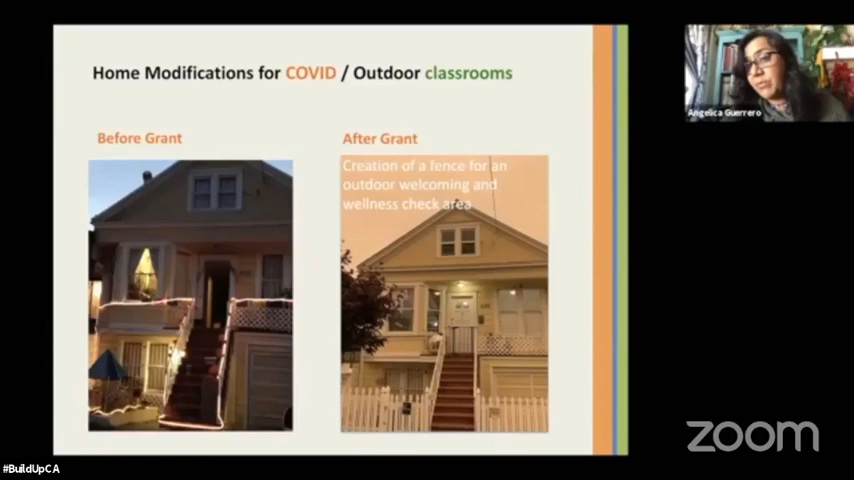 Home Modifications for COVID / Outdoor classrooms
Before Grant
After Grant
Creation of a fence for an
outdoor welcoming and
wellness check area
Angelica Guerrero
zoom
#BuildUpCA